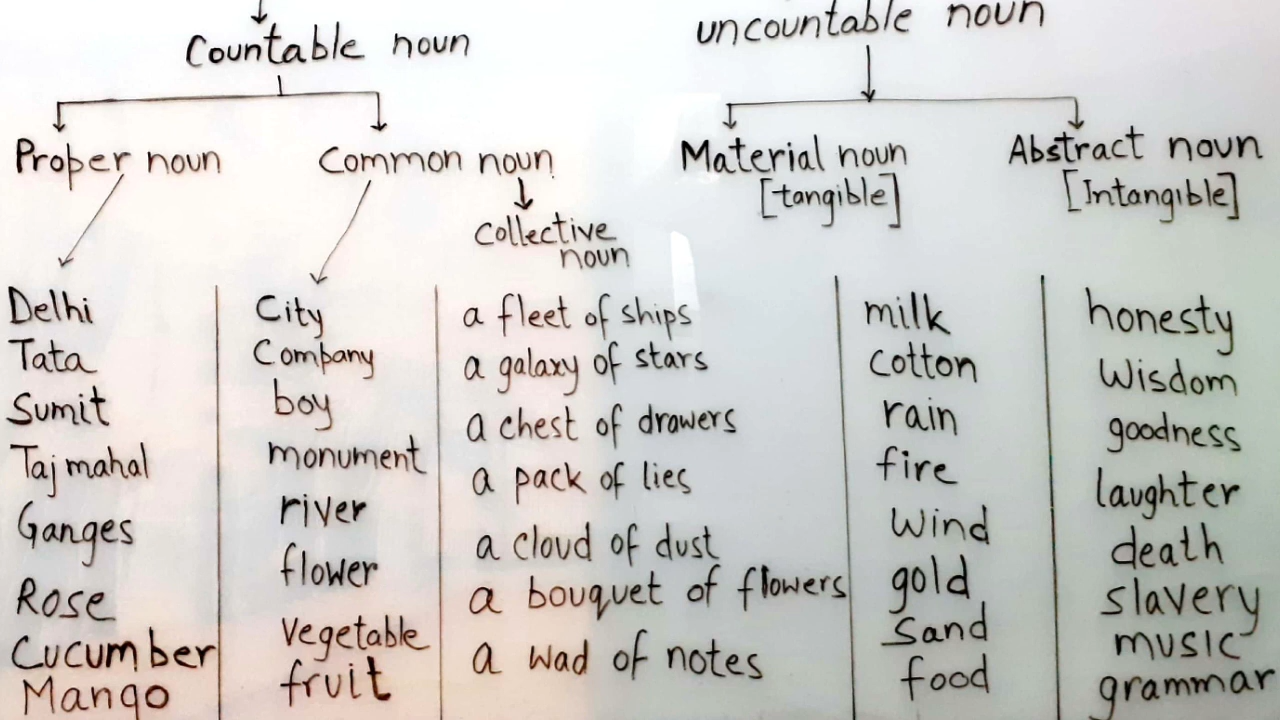 Countable noun
uncountable noun
Proper noun
Common noun
Collective
noun
Material noun
[tangible]
Abstract noun
[Intangible]
Delhi
Tata
Sumit
Taj mahal
Ganges
Rose
Cucumber
Mango
City
Company
boy
monument
river
flower
vegetable
fruit
a fleet of ships
a galaxy of stars
a chest of drawers
a pack of lies
a cloud of dust
a bouquet of flowers
a wad of notes
milk
cotton
rain
fire
Wind
gold
Sand
food
honesty
Wisdom
goodness
laughter
death
slavery
music
grammar